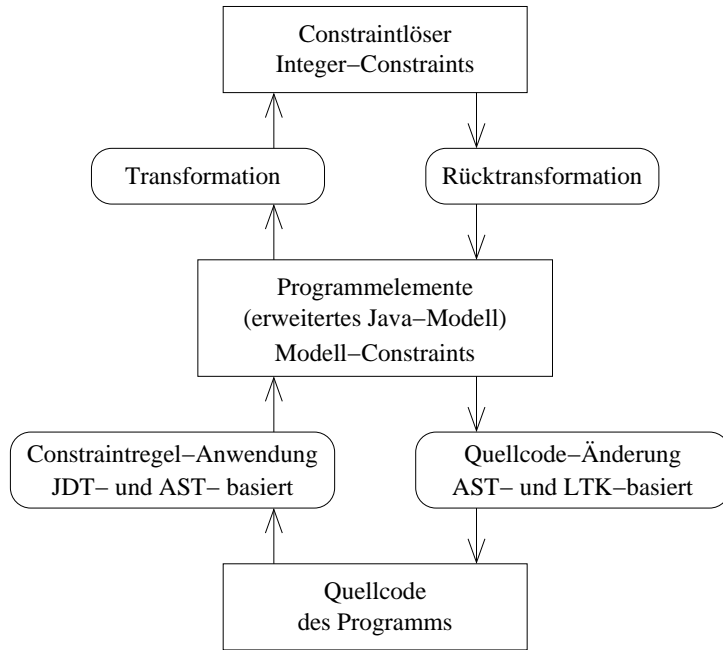 Constraintlöser
Integer−Constraints
Transformation
Rücktransformation
Programmelemente
(erweitertes Java−Modell)
Modell−Constraints
Constraintregel−Anwendung
JDT− und AST− basiert
Quellcode−Änderung
AST− und LTK−basiert
Quellcode
des Programms